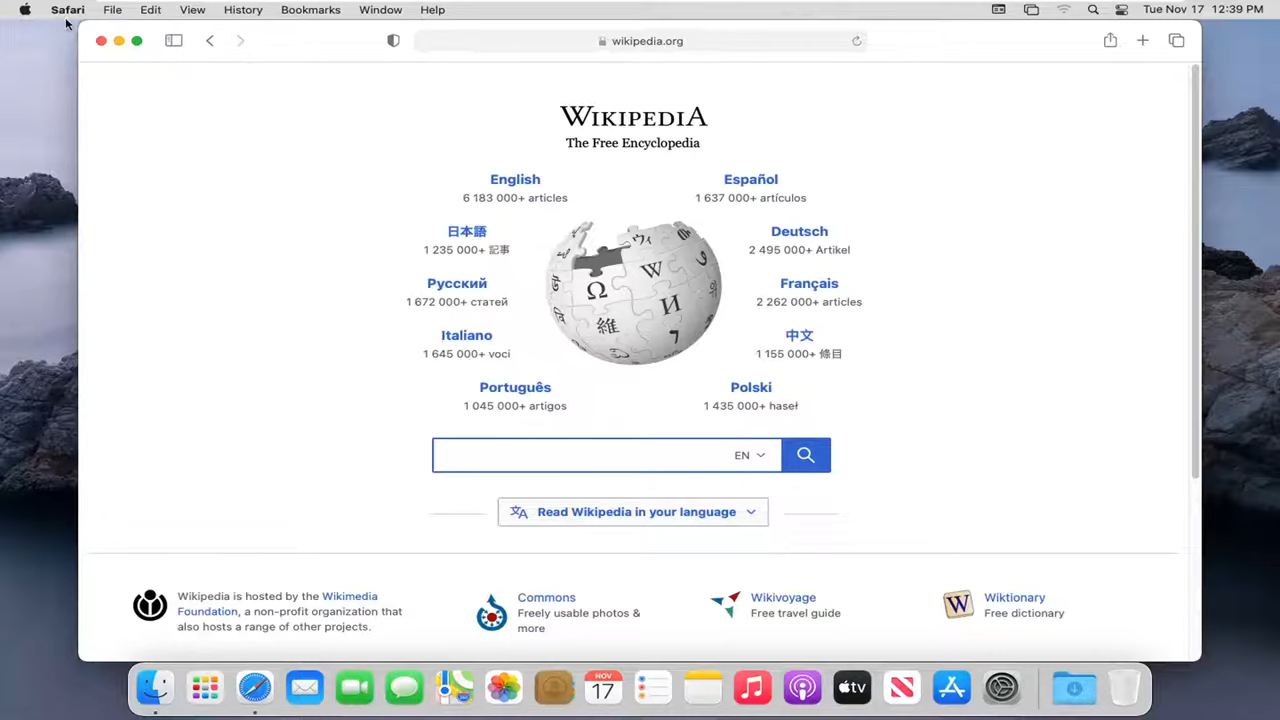 Safari File Edit View History Bookmarks Window Help Tue Nov 17 12:39 PM
wikipedia.org
WIKIPEDIA
The Free Encyclopedia
English
6 183 000+ articles
Español
1 637 000+ artículos
日本語
1 235 000+ 記事
Deutsch
2 495 000+ Artikel
Русский
1 672 000+ статей
Français
2 262 000+ articles
Italiano
1 645 000+ voci
中文
1 155 000+ 條目
Português
1 045 000+ artigos
Polski
1 435 000+ haseł
Ω W И 維 ウィ
EN
Read Wikipedia in your language
Wikipedia is hosted by the Wikimedia
Foundation, a non-profit organization that
also hosts a range of other projects.
Commons
Freely usable photos &
more
Wikivoyage
Free travel guide
W
Wiktionary
Free dictionary
NOV
17
tv